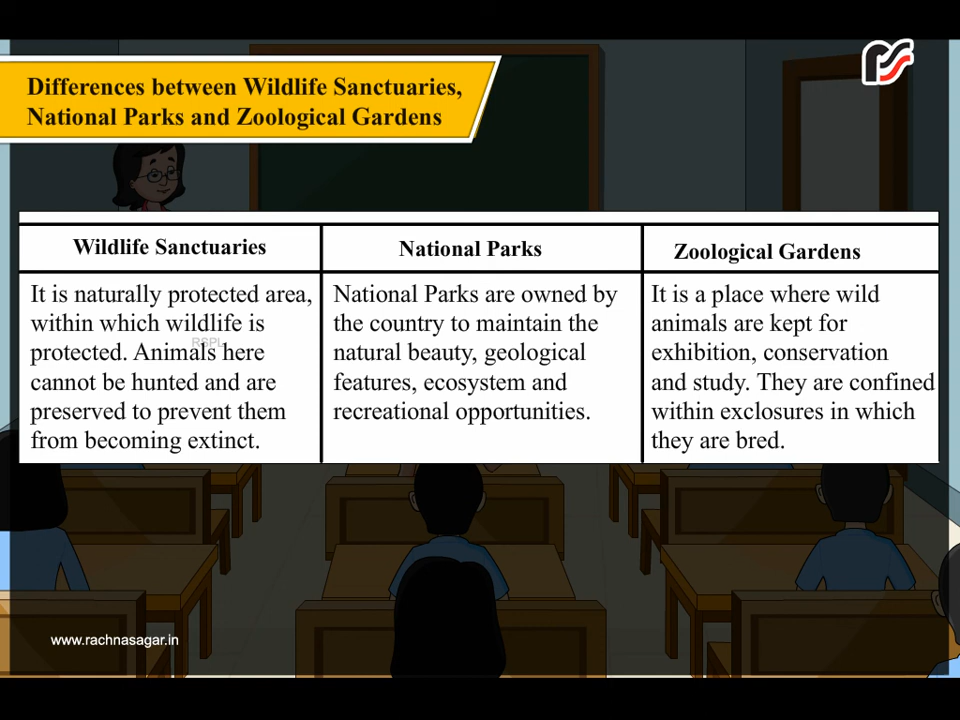 Differences between Wildlife Sanctuaries,
National Parks and Zoological Gardens
Wildlife Sanctuaries
It is naturally protected area,
within which wildlife is
protected. Animals here
cannot be hunted and are
preserved to prevent them
from becoming extinct.
National Parks
National Parks are owned by
the country to maintain the
natural beauty, geological
features, ecosystem and
recreational opportunities.
Zoological Gardens
It is a place where wild
animals are kept for
exhibition, conservation
and study. They are confined
within exclosures in which
they are bred.
RSPL
www.rachnasagar.in